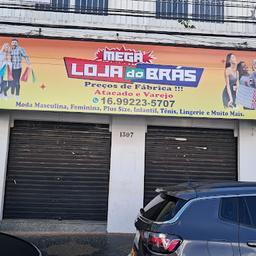 MEGA
LOJA do BRÁS
Preços de Fábrica !!!
Atacado e Varejo
16.99223-5707
Moda Masculina, Feminina, Plus Size, Infantil, Tênis, Lingerie e Muito Mais.
1307